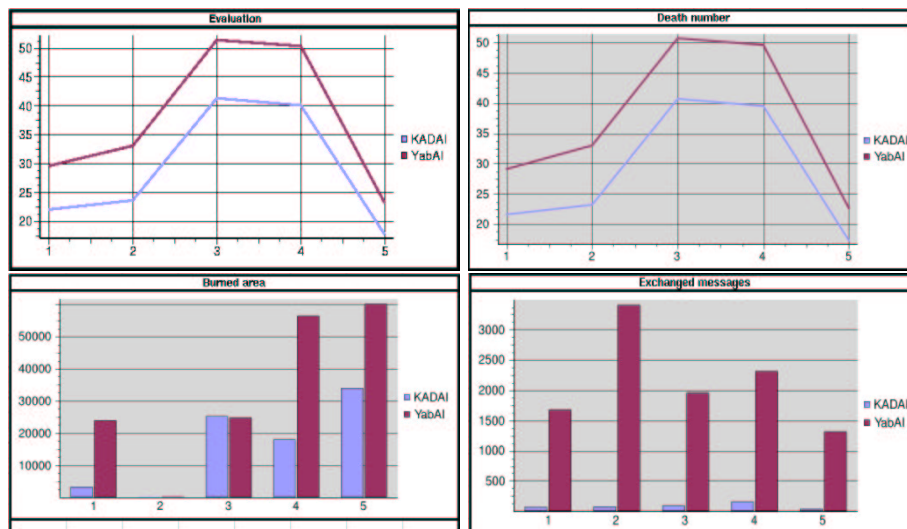 Evaluation
50
45
40
35
30
25
20
1 2 3 4 5
KADAI
YabAI
Death number
50
45
40
35
30
25
20
1 2 3 4 5
KADAI
YabAI
Burned area
50000
40000
30000
20000
10000
1 2 3 4 5
KADAI
YabAI
Exchanged messages
3000
2500
2000
1500
1000
500
1 2 3 4 5
KADAI
YabAI